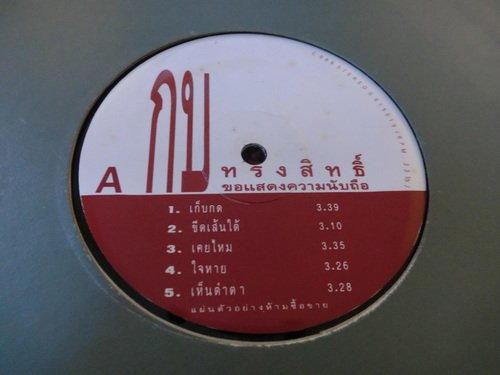 กบ
ทรงสิทธิ์
A
ขอแสดงความนับถือ
1. เก็บกด 3.39
2. ขีดเส้นใต้ 3.10
3. เคยไหม 3.35
4. ใจหาย 3.26
5. เห็นดำดา 3.28
แผ่นตัวอย่างห้ามซื้อขาย